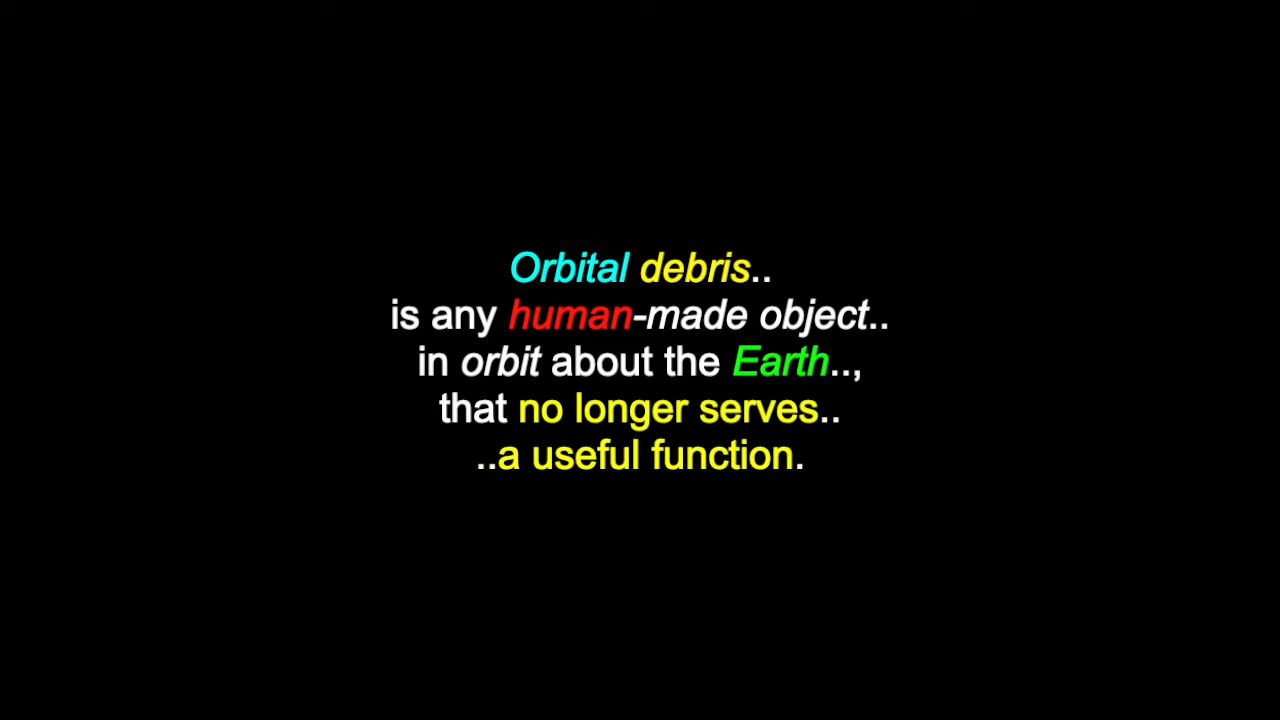 Orbital debris..
is any human-made object..
in orbit about the Earth..,
that no longer serves..
..a useful function.